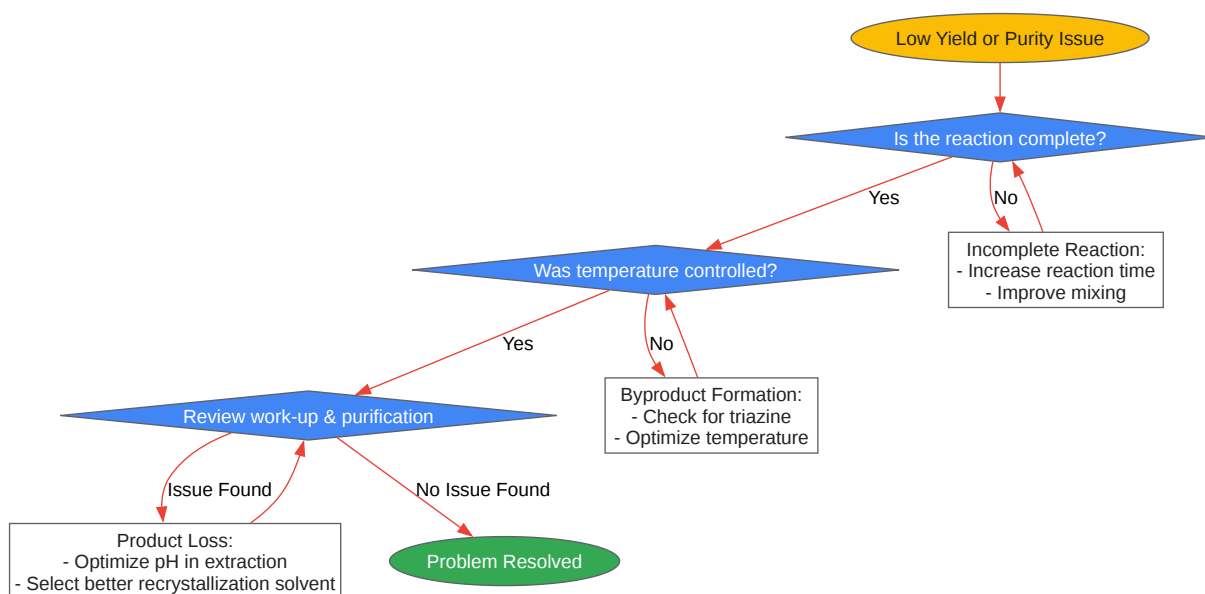 Low Yield or Purity Issue
Is the reaction complete?
Yes
No
Incomplete Reaction:
- Increase reaction time
- Improve mixing
Was temperature controlled?
Yes
No
Byproduct Formation:
- Check for triazine
- Optimize temperature
Review work-up & purification
Issue Found
No Issue Found
Product Loss:
- Optimize pH in extraction
- Select better recrystallization solvent
Problem Resolved